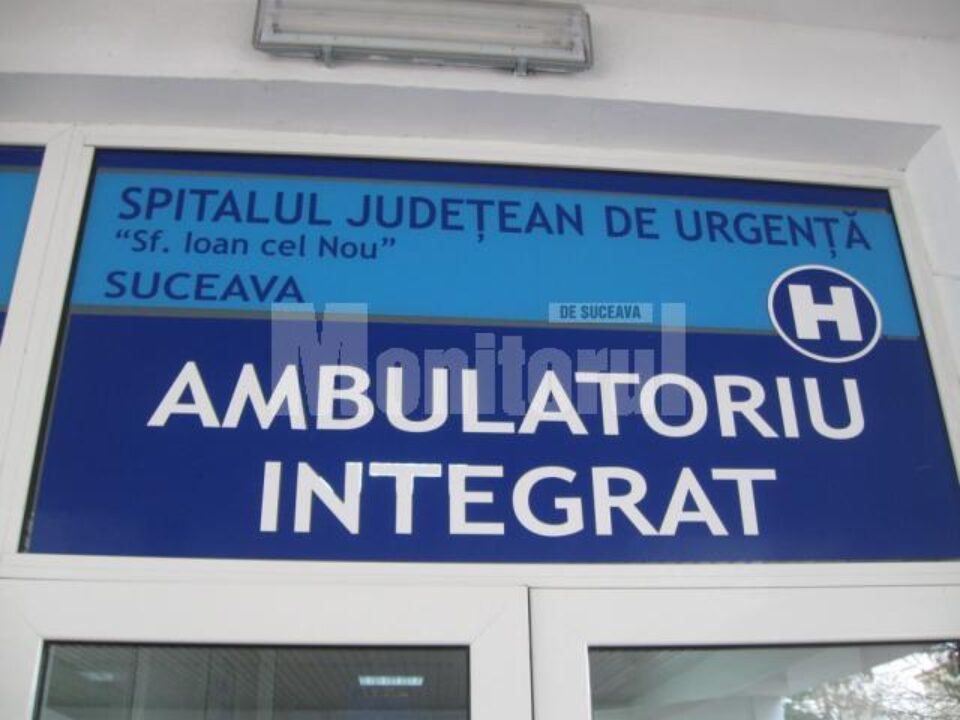 SPITALUL JUDEȚEAN DE URGENȚĂ
"Sf. Ioan cel Nou"
SUCEAVA
H
DE SUCEAVA
Monitorul
AMBULATORIU
INTEGRAT